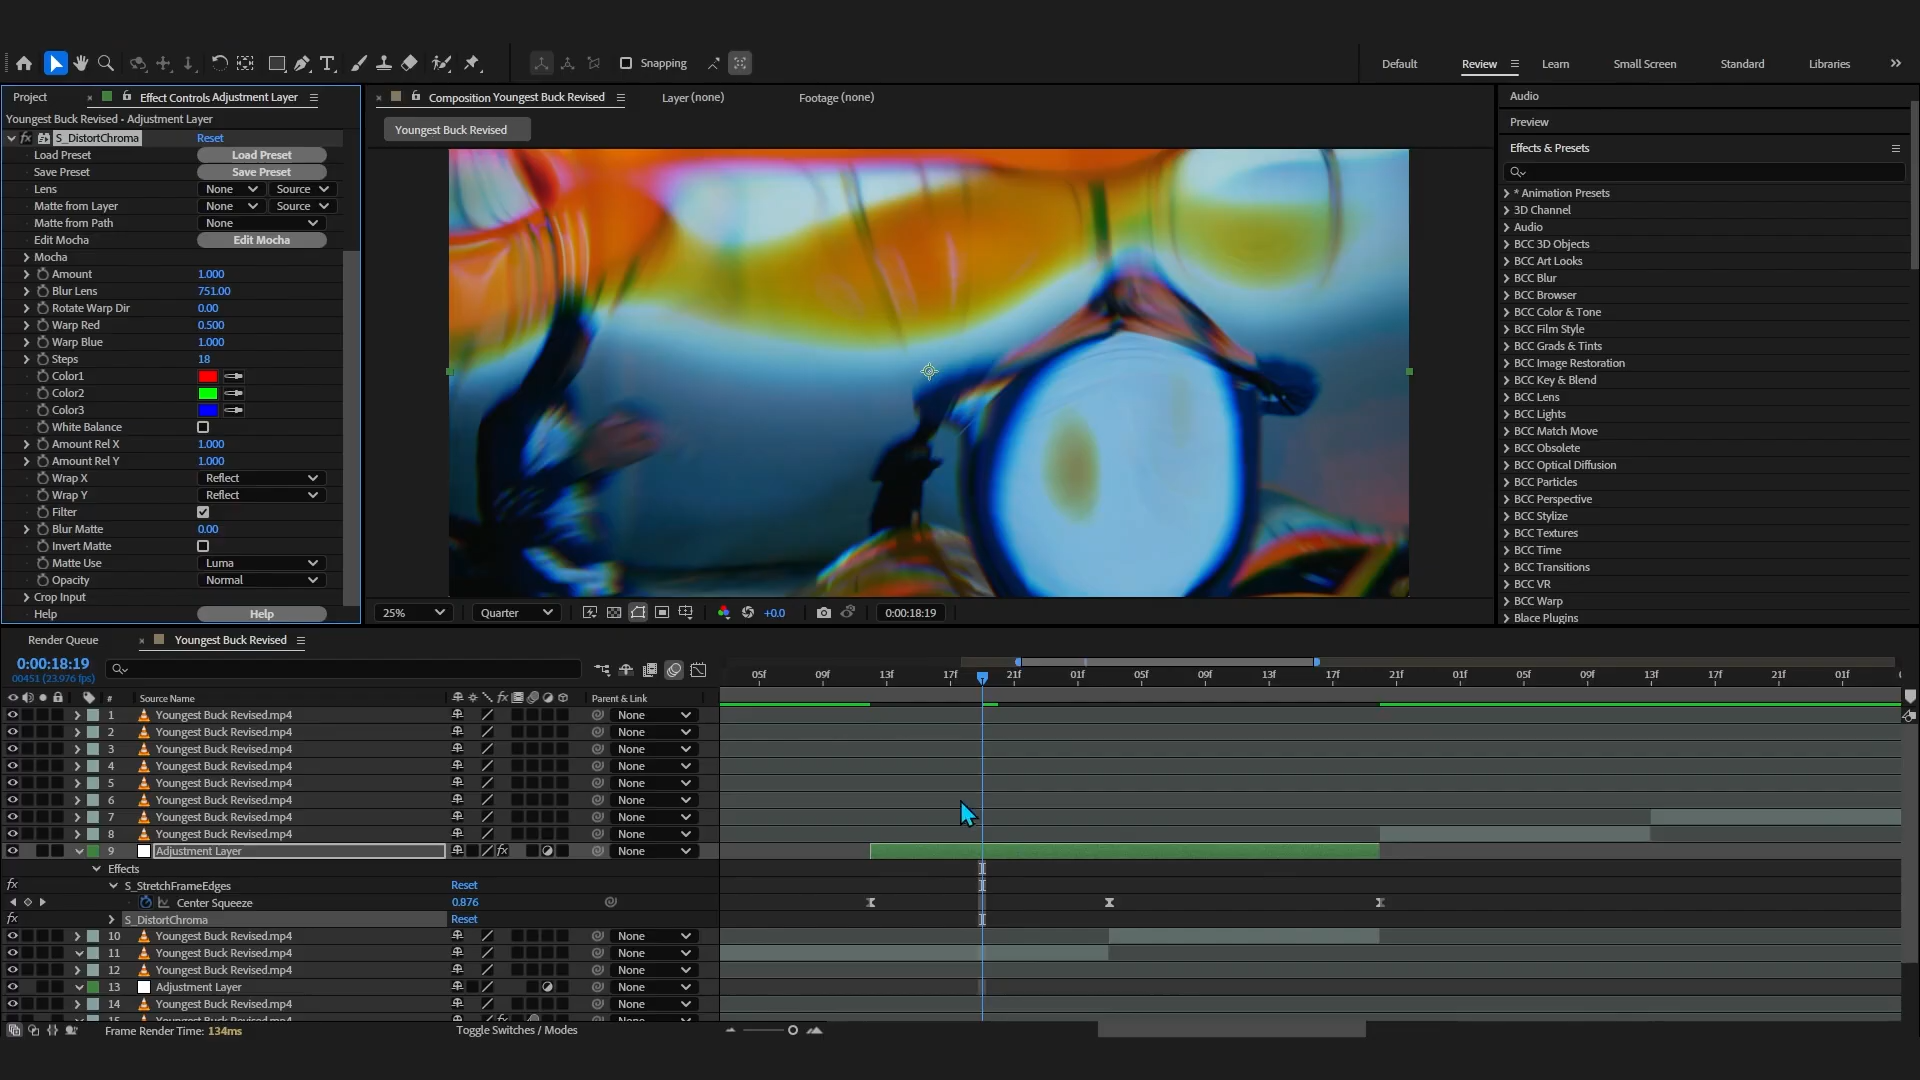 Snapping
Default
Review
Learn
Small Screen
Standard
Libraries
Project
Effect Controls Adjustment Layer
Composition Youngest Buck Revised
Layer (none)
Footage (none)
Audio
Youngest Buck Revised - Adjustment Layer
Youngest Buck Revised
Preview
Effects & Presets
fx S_DistortChroma Reset
Load Preset Load Preset
Save Preset Save Preset
Lens None Source
Matte from Layer None Source
Matte from Path None
Edit Mocha Edit Mocha
Mocha
Amount 1.000
Blur Lens 751.00
Rotate Warp Dir 0.00
Warp Red 0.500
Warp Blue 1.000
Steps 18
Color1
Color2
Color3
White Balance
Amount Rel X 1.000
Amount Rel Y 1.000
Wrap X Reflect
Wrap Y Reflect
Filter
Blur Matte 0.00
Invert Matte
Matte Use Luma
Opacity Normal
Crop Input
Help Help
25% Quarter +0.0 0:00:18:19
* Animation Presets
3D Channel
Audio
BCC 3D Objects
BCC Art Looks
BCC Blur
BCC Browser
BCC Color & Tone
BCC Film Style
BCC Grads & Tints
BCC Image Restoration
BCC Key & Blend
BCC Lens
BCC Lights
BCC Match Move
BCC Obsolete
BCC Optical Diffusion
BCC Particles
BCC Perspective
BCC Stylize
BCC Textures
BCC Time
BCC Transitions
BCC VR
BCC Warp
Blace Plugins
Render Queue
Youngest Buck Revised
0:00:18:19
00451 (23.976 fps)
05f 09f 13f 17f 21f 01f 05f 09f 13f 17f 21f 01f 05f 09f 13f 17f 21f 01f
# Source Name fx Parent & Link
1 Youngest Buck Revised.mp4 None
2 Youngest Buck Revised.mp4 None
3 Youngest Buck Revised.mp4 None
4 Youngest Buck Revised.mp4 None
5 Youngest Buck Revised.mp4 None
6 Youngest Buck Revised.mp4 None
7 Youngest Buck Revised.mp4 None
8 Youngest Buck Revised.mp4 None
9 Adjustment Layer fx None
Effects
fx S_StretchFrameEdges Reset
Center Squeeze 0.876
fx S_DistortChroma Reset
10 Youngest Buck Revised.mp4 None
11 Youngest Buck Revised.mp4 None
12 Youngest Buck Revised.mp4 None
13 Adjustment Layer None
14 Youngest Buck Revised.mp4 None
Frame Render Time: 134ms
Toggle Switches / Modes